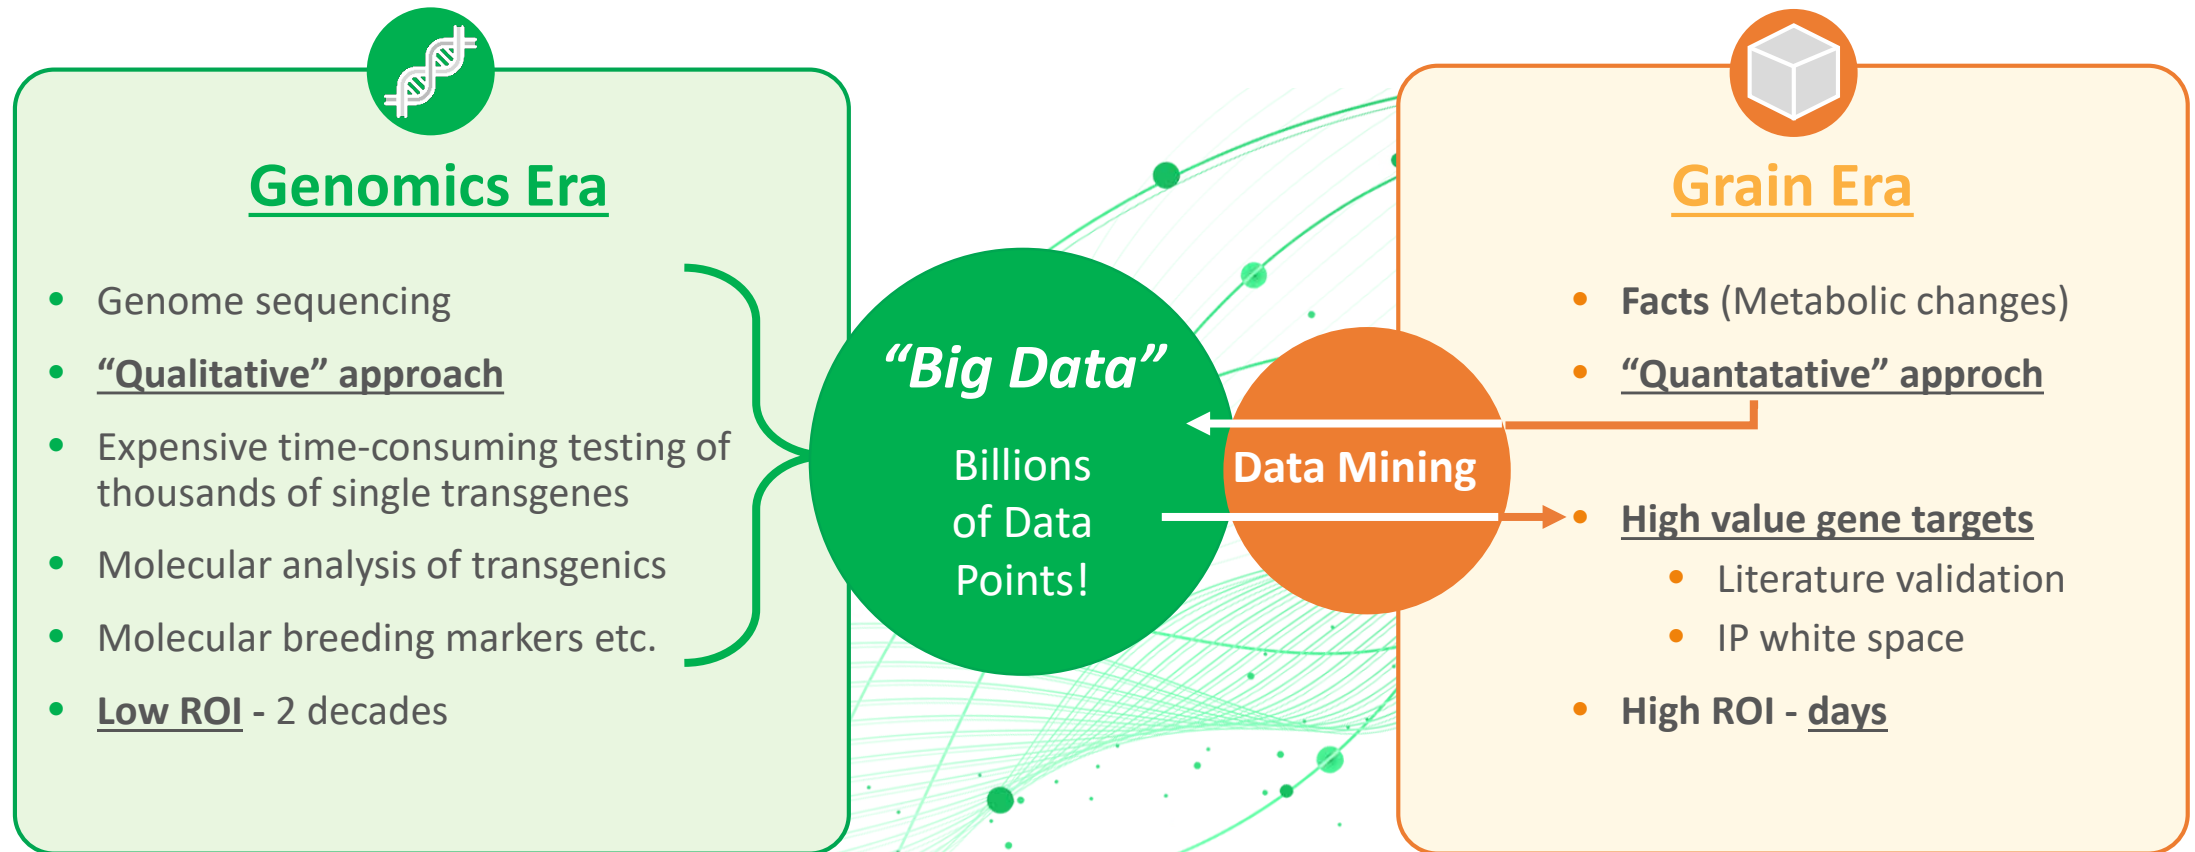 Genomics Era
• Genome sequencing
• “Qualitative” approach
• Expensive time-consuming testing of
thousands of single transgenes
• Molecular analysis of transgenics
• Molecular breeding markers etc.
• Low ROI - 2 decades
“Big Data”
Billions
of Data
Points!
Data Mining
Grain Era
• Facts (Metabolic changes)
• “Quantatative” approch
• High value gene targets
• Literature validation
• IP white space
• High ROI - days